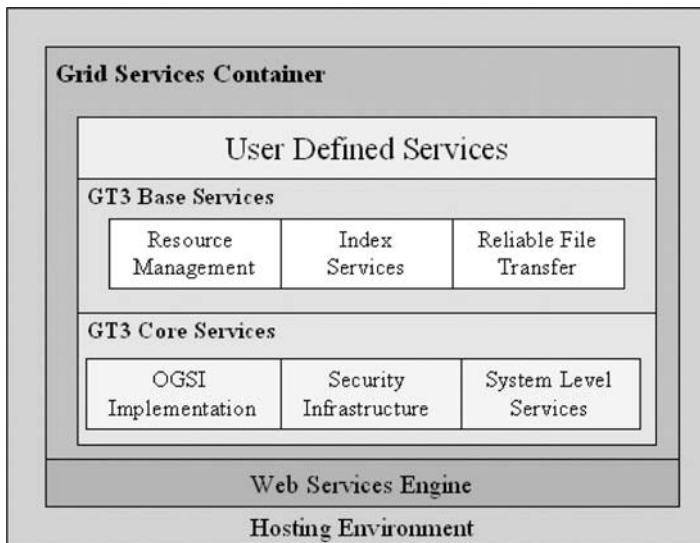 Grid Services Container
User Defined Services
GT3 Base Services
Resource
Management
Index
Services
Reliable File
Transfer
GT3 Core Services
OGSI
Implementation
Security
Infrastructure
System Level
Services
Web Services Engine
Hosting Environment